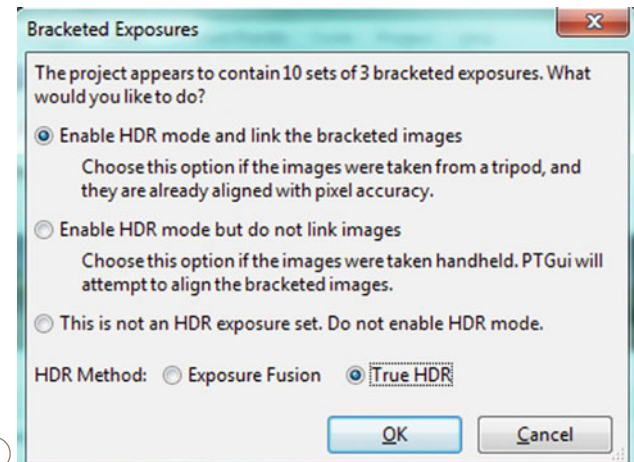 Bracketed Exposures
The project appears to contain 10 sets of 3 bracketed exposures. What
would you like to do?
Enable HDR mode and link the bracketed images
Choose this option if the images were taken from a tripod, and
they are already aligned with pixel accuracy.
Enable HDR mode but do not link images
Choose this option if the images were taken handheld. PTGui will
attempt to align the bracketed images.
This is not an HDR exposure set. Do not enable HDR mode.
HDR Method: Exposure Fusion True HDR
OK Cancel